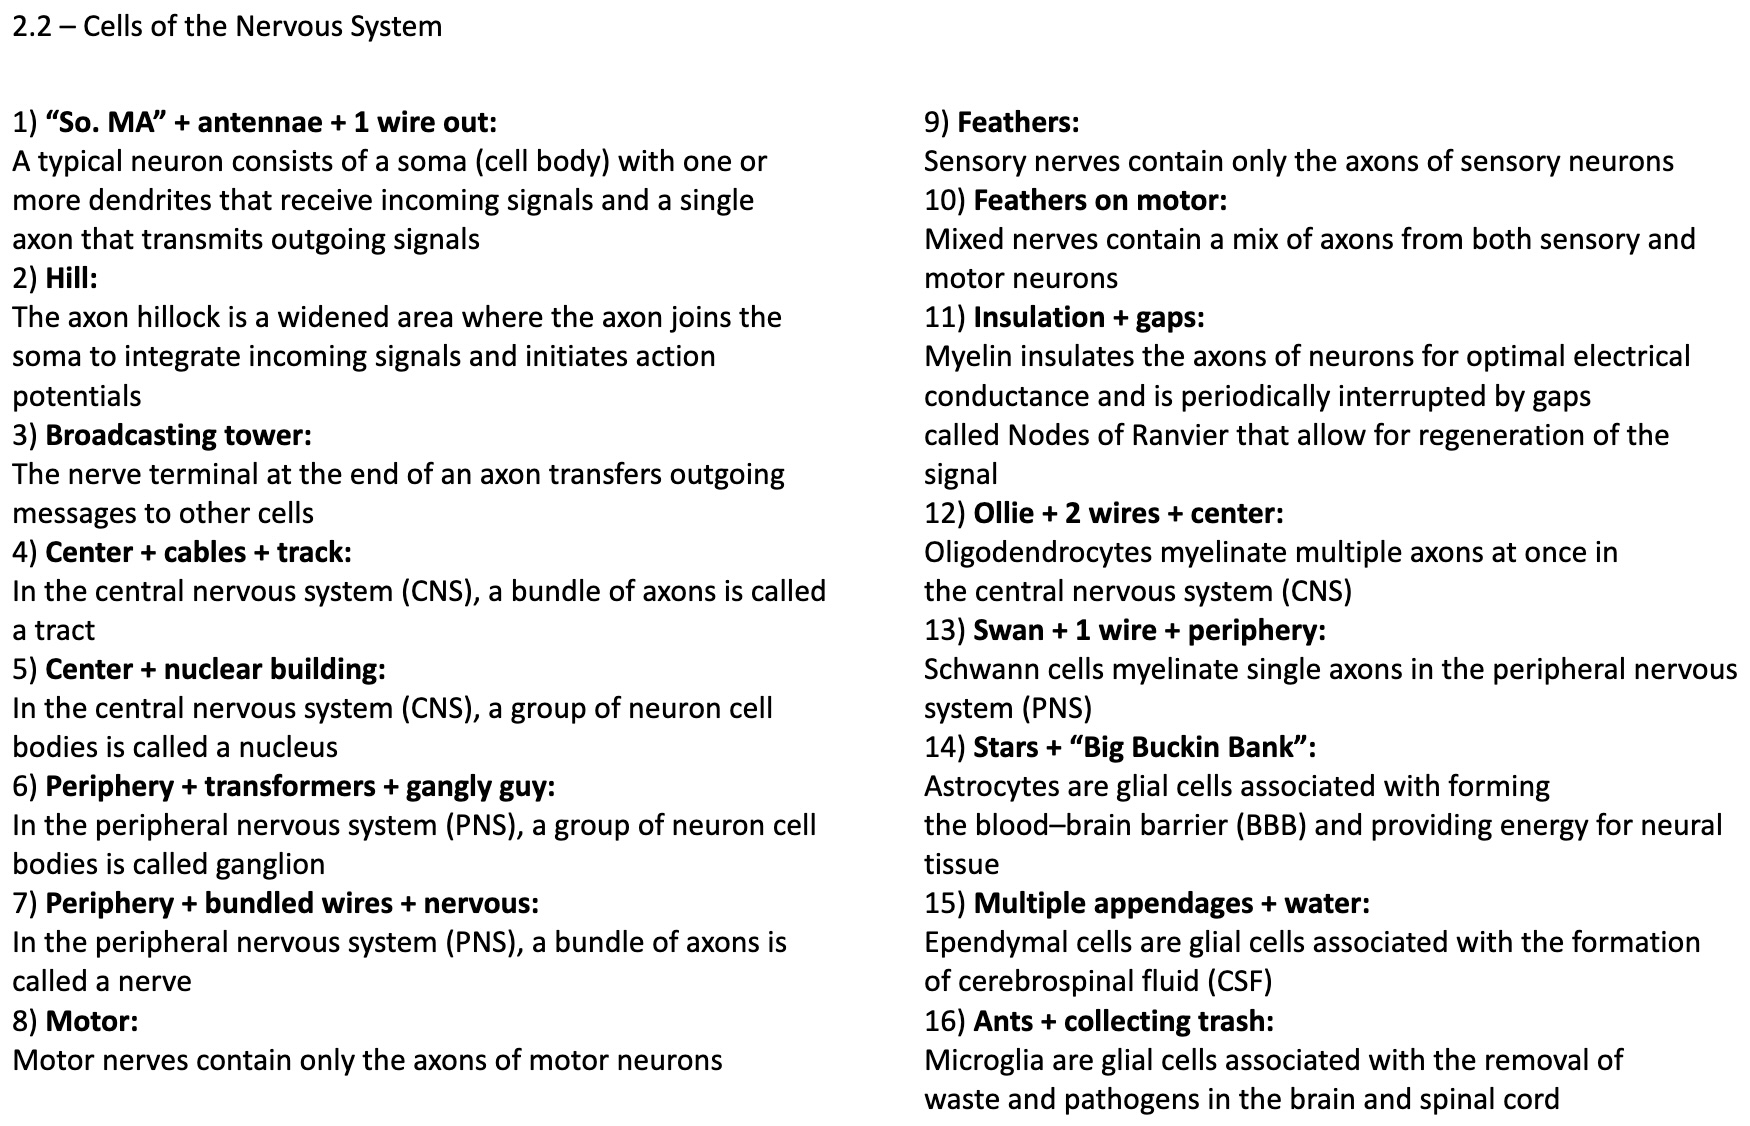 2.2 – Cells of the Nervous System
1) “So. MA” + antennae + 1 wire out:
A typical neuron consists of a soma (cell body) with one or
more dendrites that receive incoming signals and a single
axon that transmits outgoing signals
2) Hill:
The axon hillock is a widened area where the axon joins the
soma to integrate incoming signals and initiates action
potentials
3) Broadcasting tower:
The nerve terminal at the end of an axon transfers outgoing
messages to other cells
4) Center + cables + track:
In the central nervous system (CNS), a bundle of axons is called
a tract
5) Center + nuclear building:
In the central nervous system (CNS), a group of neuron cell
bodies is called a nucleus
6) Periphery + transformers + gangly guy:
In the peripheral nervous system (PNS), a group of neuron cell
bodies is called ganglion
7) Periphery + bundled wires + nervous:
In the peripheral nervous system (PNS), a bundle of axons is
called a nerve
8) Motor:
Motor nerves contain only the axons of motor neurons
9) Feathers:
Sensory nerves contain only the axons of sensory neurons
10) Feathers on motor:
Mixed nerves contain a mix of axons from both sensory and
motor neurons
11) Insulation + gaps:
Myelin insulates the axons of neurons for optimal electrical
conductance and is periodically interrupted by gaps
called Nodes of Ranvier that allow for regeneration of the
signal
12) Ollie + 2 wires + center:
Oligodendrocytes myelinate multiple axons at once in
the central nervous system (CNS)
13) Swan + 1 wire + periphery:
Schwann cells myelinate single axons in the peripheral nervous
system (PNS)
14) Stars + “Big Buckin Bank”:
Astrocytes are glial cells associated with forming
the blood–brain barrier (BBB) and providing energy for neural
tissue
15) Multiple appendages + water:
Ependymal cells are glial cells associated with the formation
of cerebrospinal fluid (CSF)
16) Ants + collecting trash:
Microglia are glial cells associated with the removal of
waste and pathogens in the brain and spinal cord